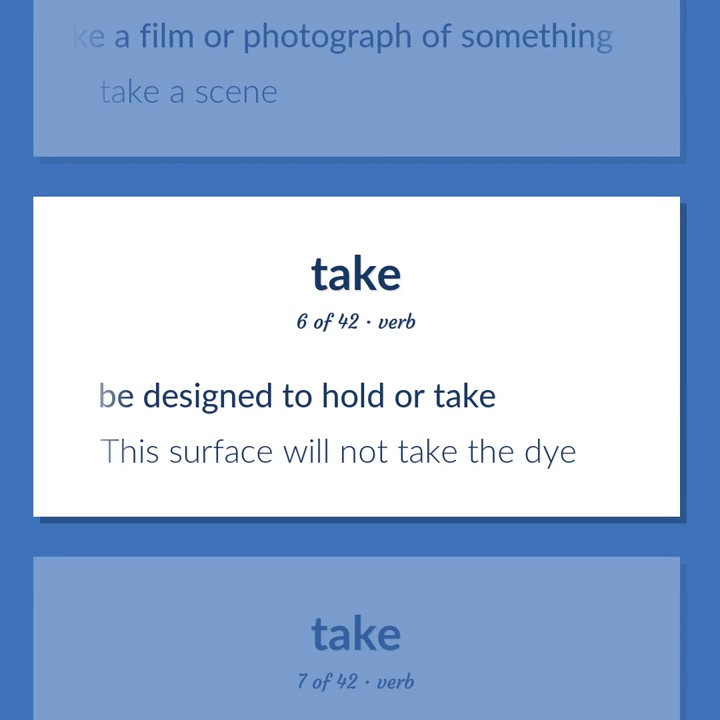 ke a film or photograph of something
take a scene
take
6 of 42 · verb
be designed to hold or take
This surface will not take the dye
take
7 of 42 · verb